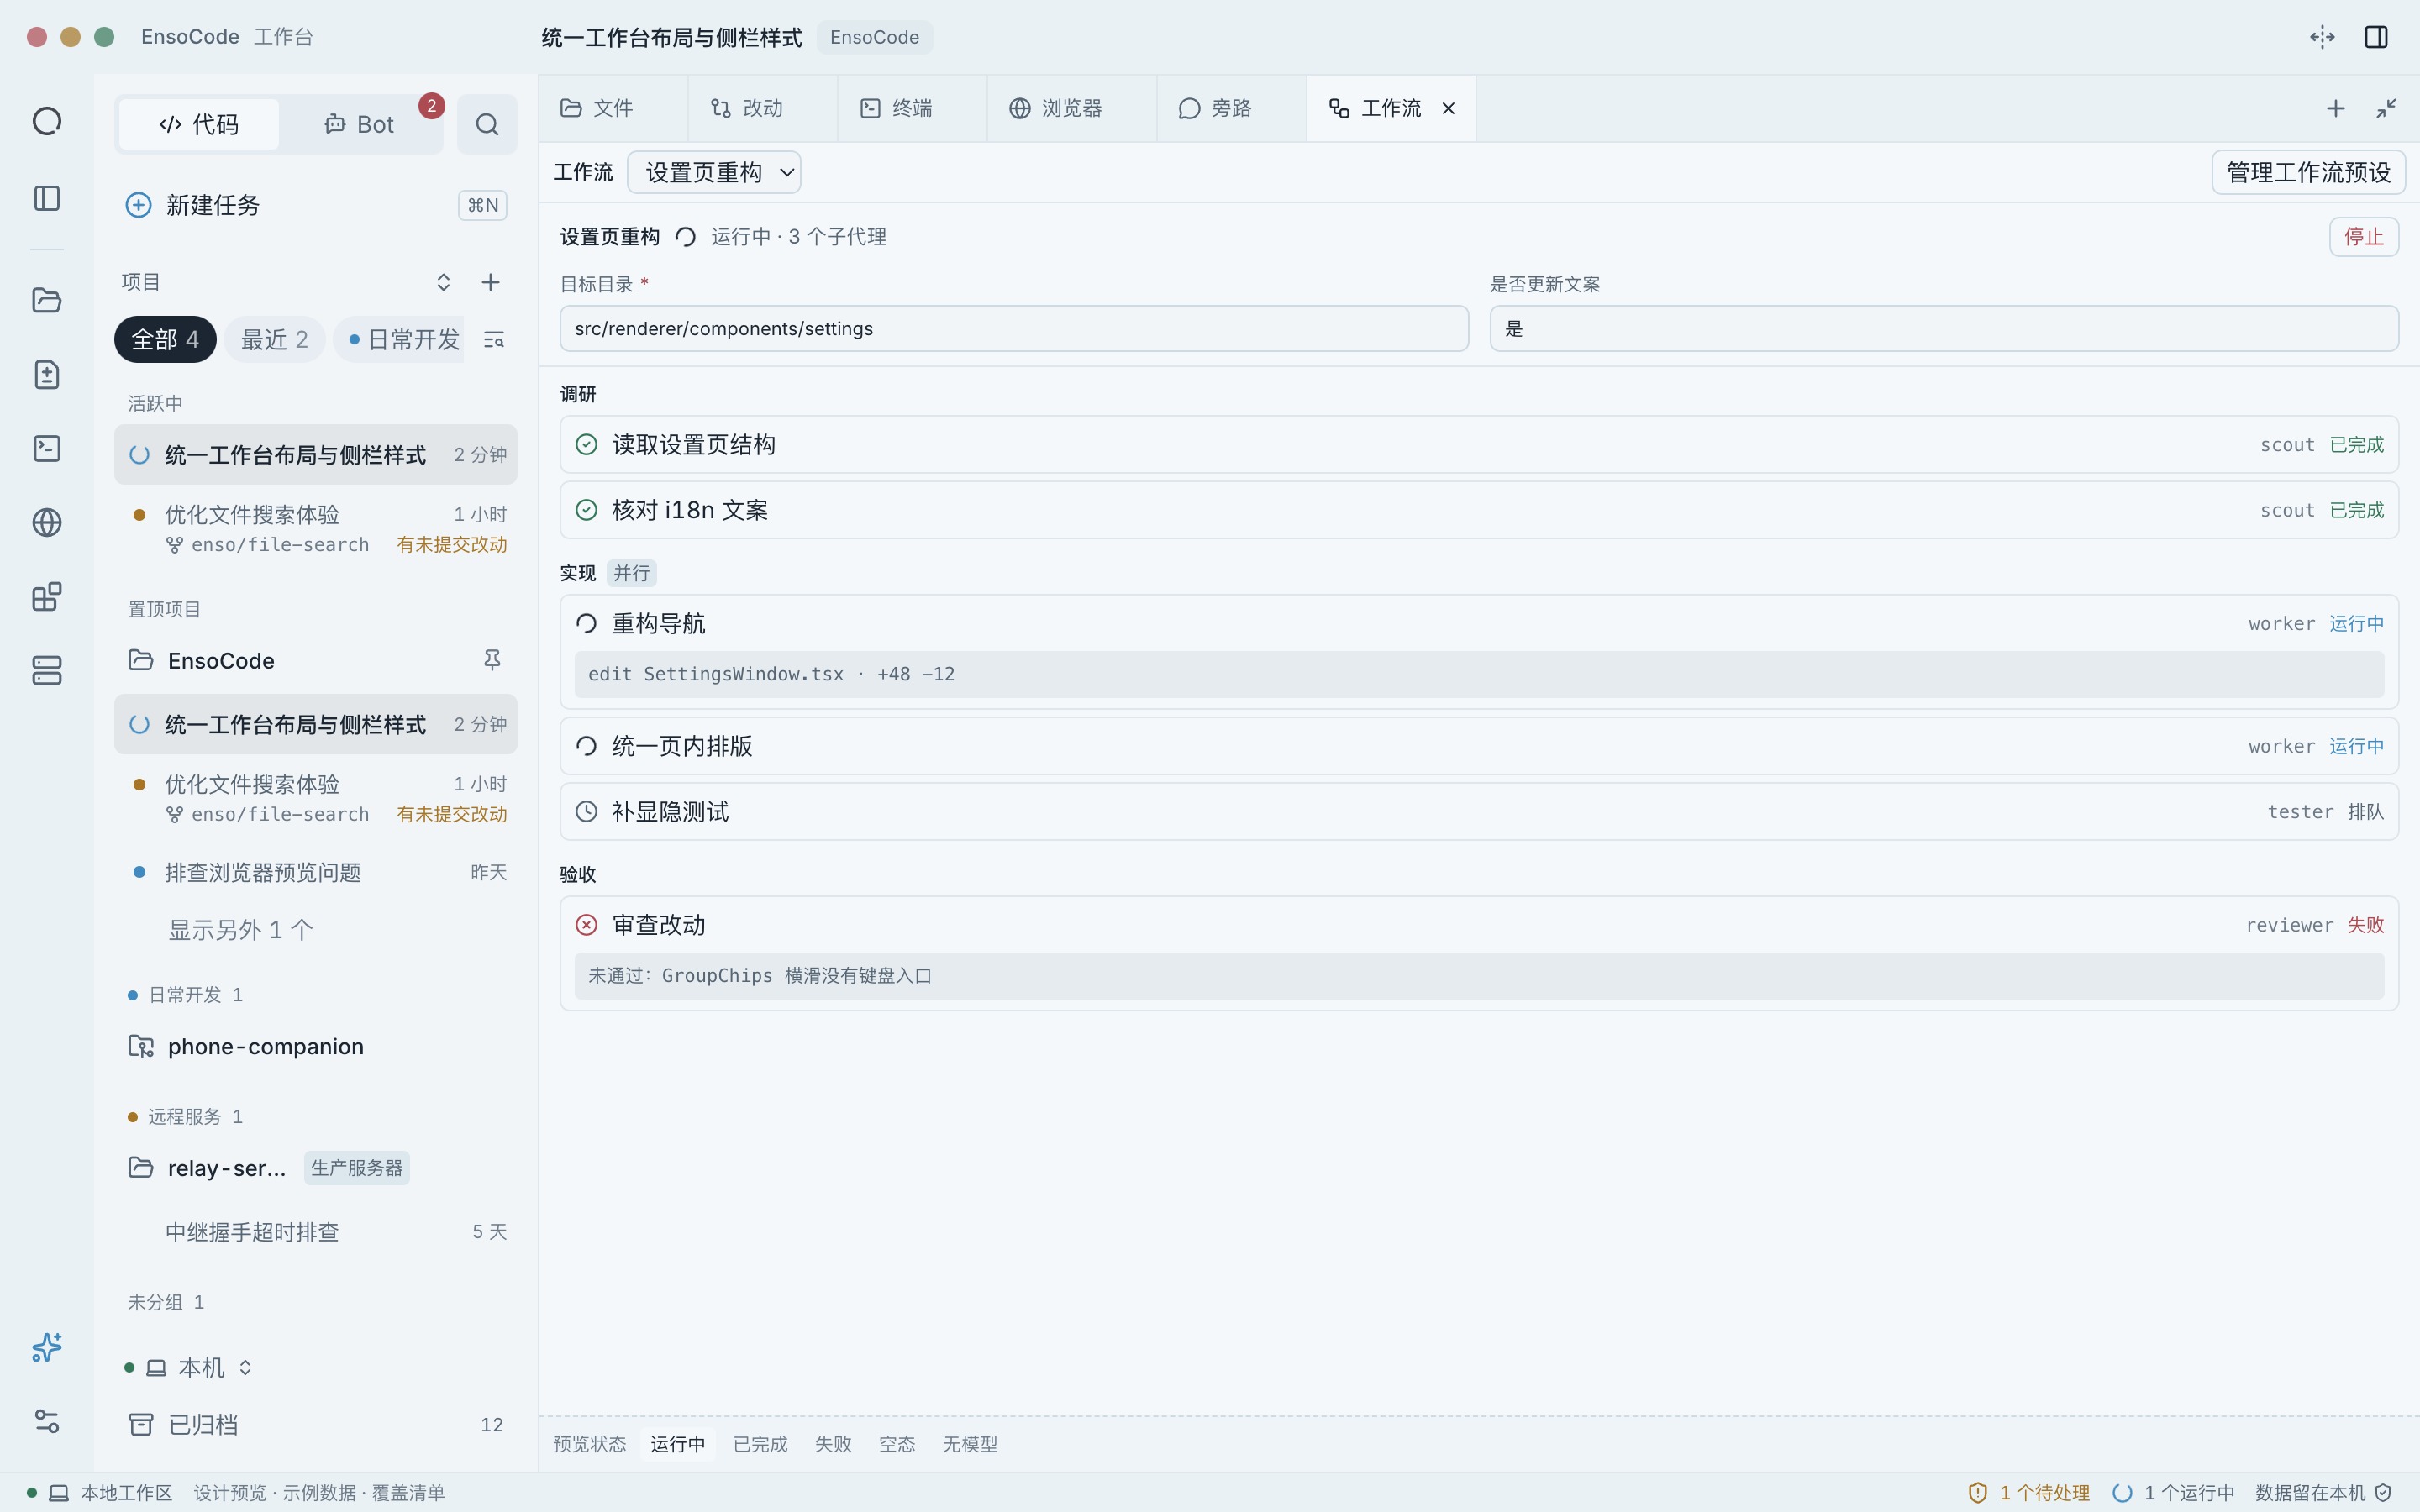 EnsoCode 工作台
统一工作台布局与侧栏样式 EnsoCode
代码 Bot 2
新建任务 ⌘N
项目
全部 4 最近 2 日常开发
活跃中
统一工作台布局与侧栏样式 2 分钟
优化文件搜索体验 1 小时
enso/file-search 有未提交改动
置顶项目
EnsoCode
统一工作台布局与侧栏样式 2 分钟
优化文件搜索体验 1 小时
enso/file-search 有未提交改动
排查浏览器预览问题 昨天
显示另外 1 个
日常开发 1
phone-companion
远程服务 1
relay-ser... 生产服务器
中继握手超时排查 5 天
未分组 1
本机
已归档 12
文件 改动 终端 浏览器 旁路 工作流
工作流 设置页重构 管理工作流预设
设置页重构 运行中 · 3 个子代理 停止
目标目录 * 是否更新文案
src/renderer/components/settings 是
调研
读取设置页结构 scout 已完成
核对 i18n 文案 scout 已完成
实现 并行
重构导航 worker 运行中
edit SettingsWindow.tsx · +48 −12
统一页内排版 worker 运行中
补显隐测试 tester 排队
验收
审查改动 reviewer 失败
未通过：GroupChips 横滑没有键盘入口
预览状态 运行中 已完成 失败 空态 无模型
本地工作区 设计预览 · 示例数据 · 覆盖清单 1 个待处理 1 个运行中 数据留在本机